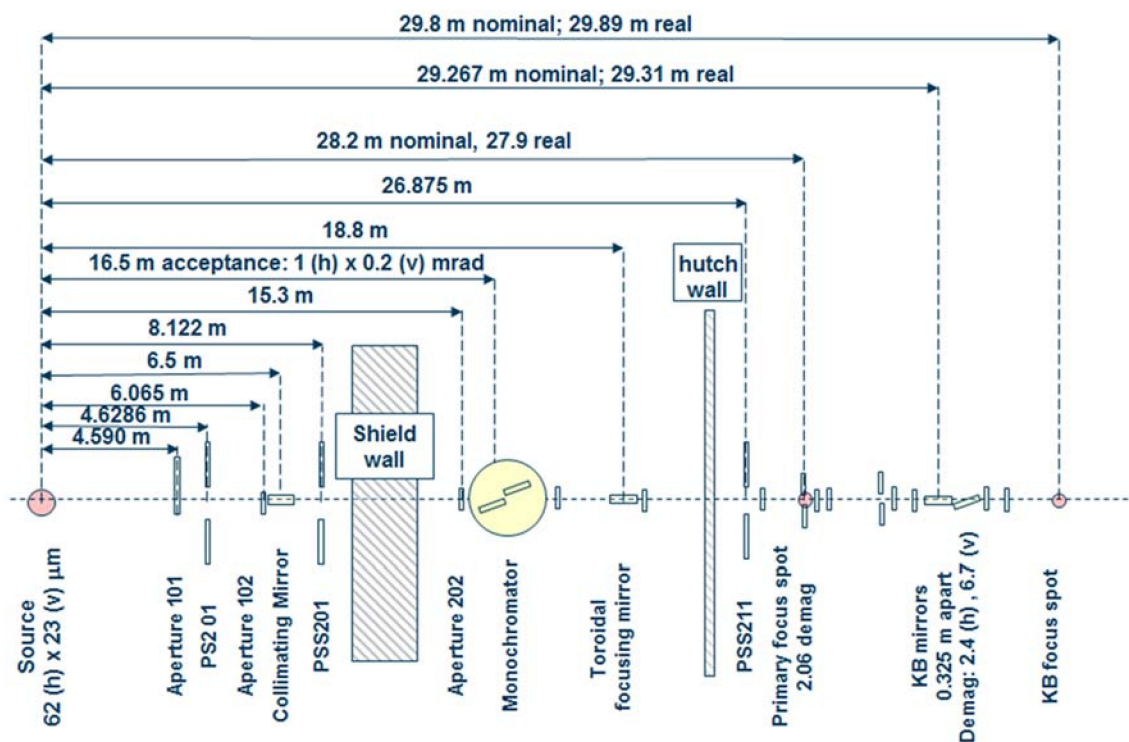 29.8 m nominal; 29.89 m real
29.267 m nominal; 29.31 m real
28.2 m nominal, 27.9 real
26.875 m
18.8 m
16.5 m acceptance: 1 (h) x 0.2 (v) mrad
15.3 m
8.122 m
6.5 m
6.065 m
4.6286 m
4.590 m
hutch
wall
Shield
wall
Source
62 (h) x 23 (v) μm
Aperture 101
PS2 01
Aperture 102
Collimating Mirror
PSS201
Aperture 202
Monochromator
Toroidal
focusing mirror
PSS211
Primary focus spot
2.06 demag
KB mirrors
0.325 m apart
Demag: 2.4 (h) , 6.7 (v)
KB focus spot